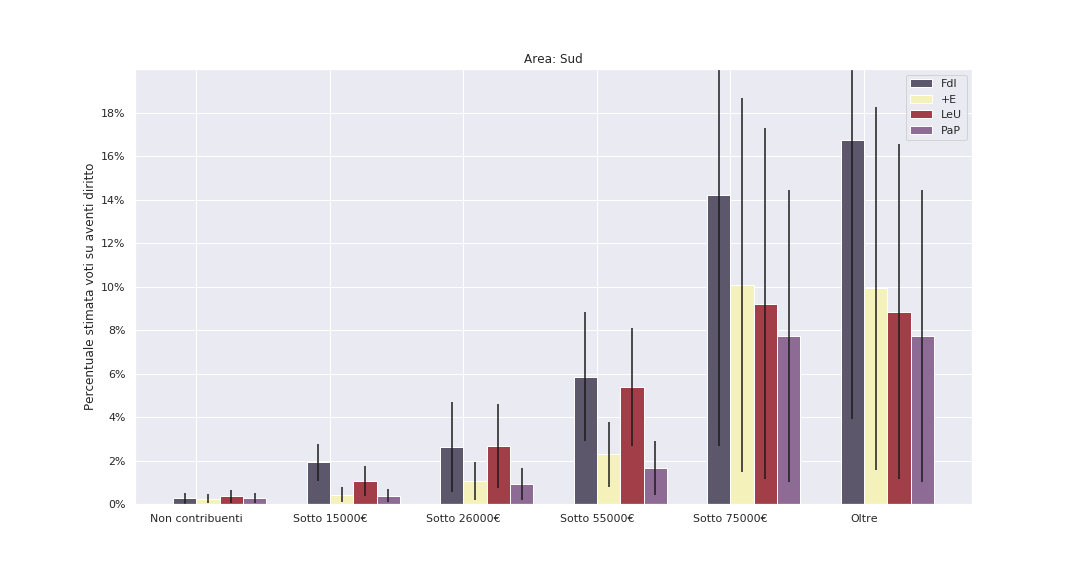 Area: Sud
Percentuale stimata voti su aventi diritto
18%
16%
14%
12%
10%
8%
6%
4%
2%
0%
FdI
+E
LeU
PaP
Non contribuenti
Sotto 15000€
Sotto 26000€
Sotto 55000€
Sotto 75000€
Oltre